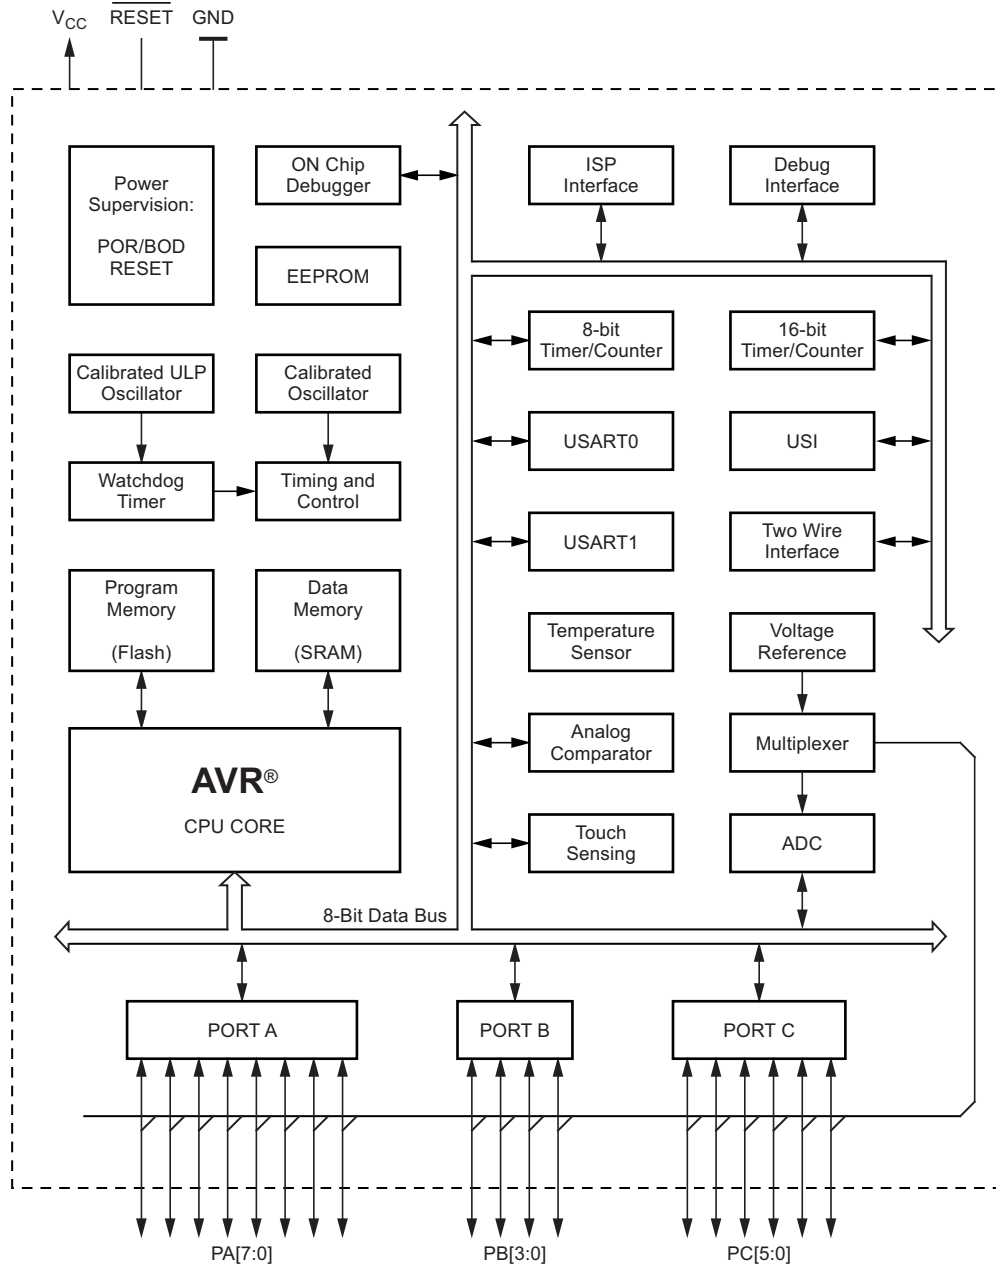 VCC RESET GND
ON Chip
Debugger
ISP
Interface
Debug
Interface
Power
Supervision:
POR/BOD
RESET
EEPROM
8-bit
Timer/Counter
16-bit
Timer/Counter
Calibrated ULP
Oscillator
Calibrated
Oscillator
USART0
USI
Watchdog
Timer
Timing and
Control
USART1
Two Wire
Interface
Program
Memory
(Flash)
Data
Memory
(SRAM)
Temperature
Sensor
Voltage
Reference
Analog
Comparator
Multiplexer
AVR®
CPU CORE
Touch
Sensing
ADC
8-Bit Data Bus
PORT A
PORT B
PORT C
PA[7:0]
PB[3:0]
PC[5:0]